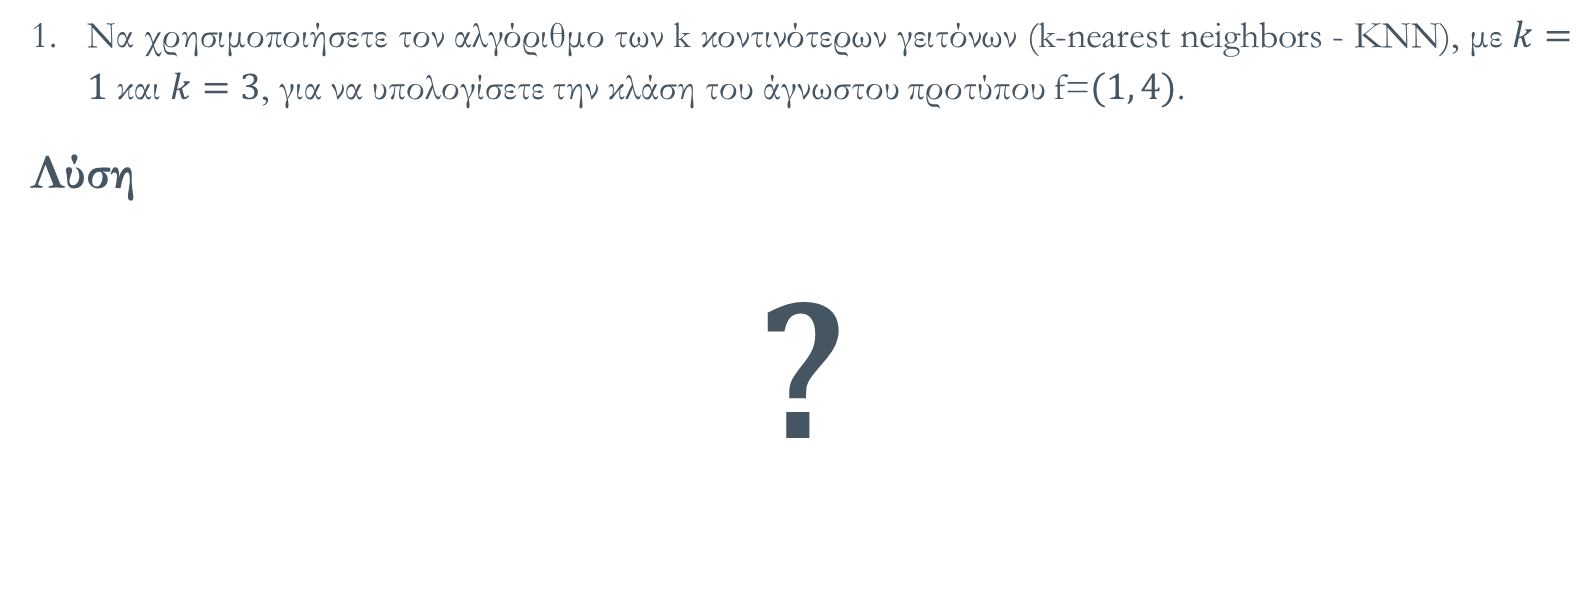 1. Να χρησιμοποιήσετε τον αλγόριθμο των k κοντινότερων γειτόνων (k-nearest neighbors - KNN), με k =
1 και k = 3, για να υπολογίσετε την κλάση του άγνωστου προτύπου f=(1, 4).
Λύση
?